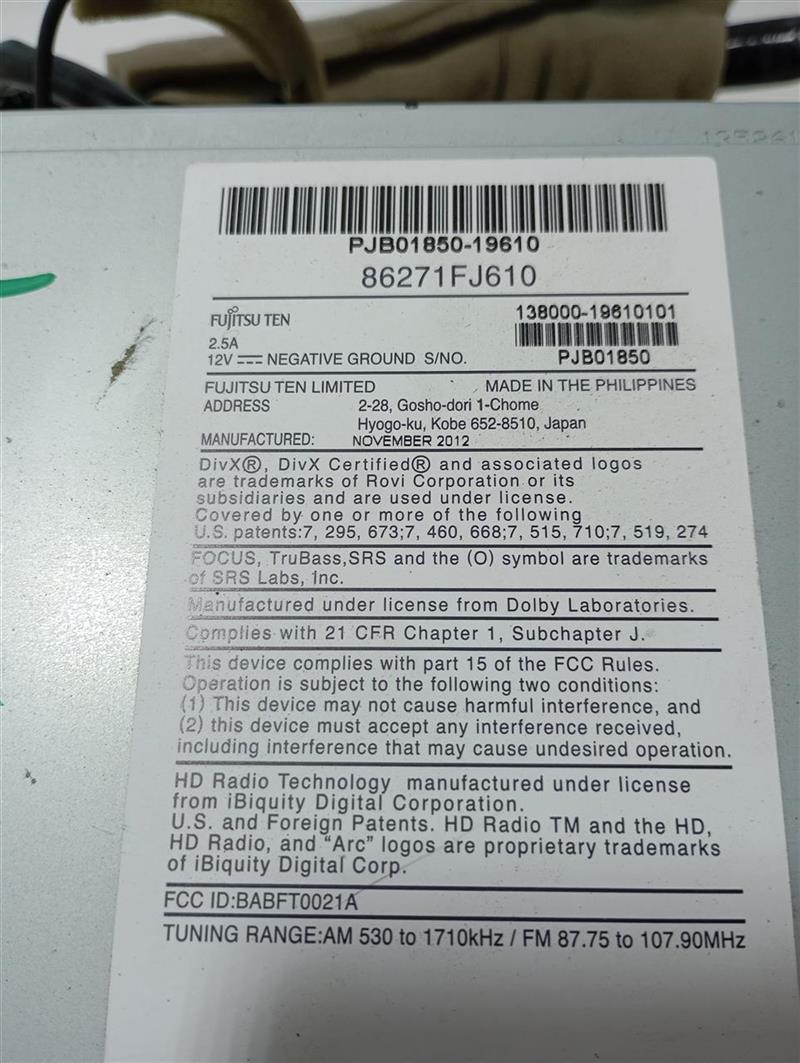 PJB01850-19610
86271FJ610
FUJITSU TEN
138000-19610101
2.5A
12V NEGATIVE GROUND S/NO.
PJB01850
FUJITSU TEN LIMITED MADE IN THE PHILIPPINES
ADDRESS 2-28, Gosho-dori 1-Chome
Hyogo-ku, Kobe 652-8510, Japan
MANUFACTURED: NOVEMBER 2012
DivX®, DivX Certified® and associated logos
are trademarks of Rovi Corporation or its
subsidiaries and are used under license.
Covered by one or more of the following
U.S. patents:7, 295, 673;7, 460, 668;7, 515, 710;7, 519, 274
FOCUS, TruBass,SRS and the (O) symbol are trademarks
of SRS Labs, Inc.
Manufactured under license from Dolby Laboratories.
Complies with 21 CFR Chapter 1, Subchapter J.
This device complies with part 15 of the FCC Rules.
Operation is subject to the following two conditions:
(1) This device may not cause harmful interference, and
(2) this device must accept any interference received,
including interference that may cause undesired operation.
HD Radio Technology manufactured under license
from iBiquity Digital Corporation.
U.S. and Foreign Patents. HD Radio TM and the HD,
HD Radio, and “Arc” logos are proprietary trademarks
of iBiquity Digital Corp.
FCC ID:BABFT0021A
TUNING RANGE:AM 530 to 1710kHz / FM 87.75 to 107.90MHz